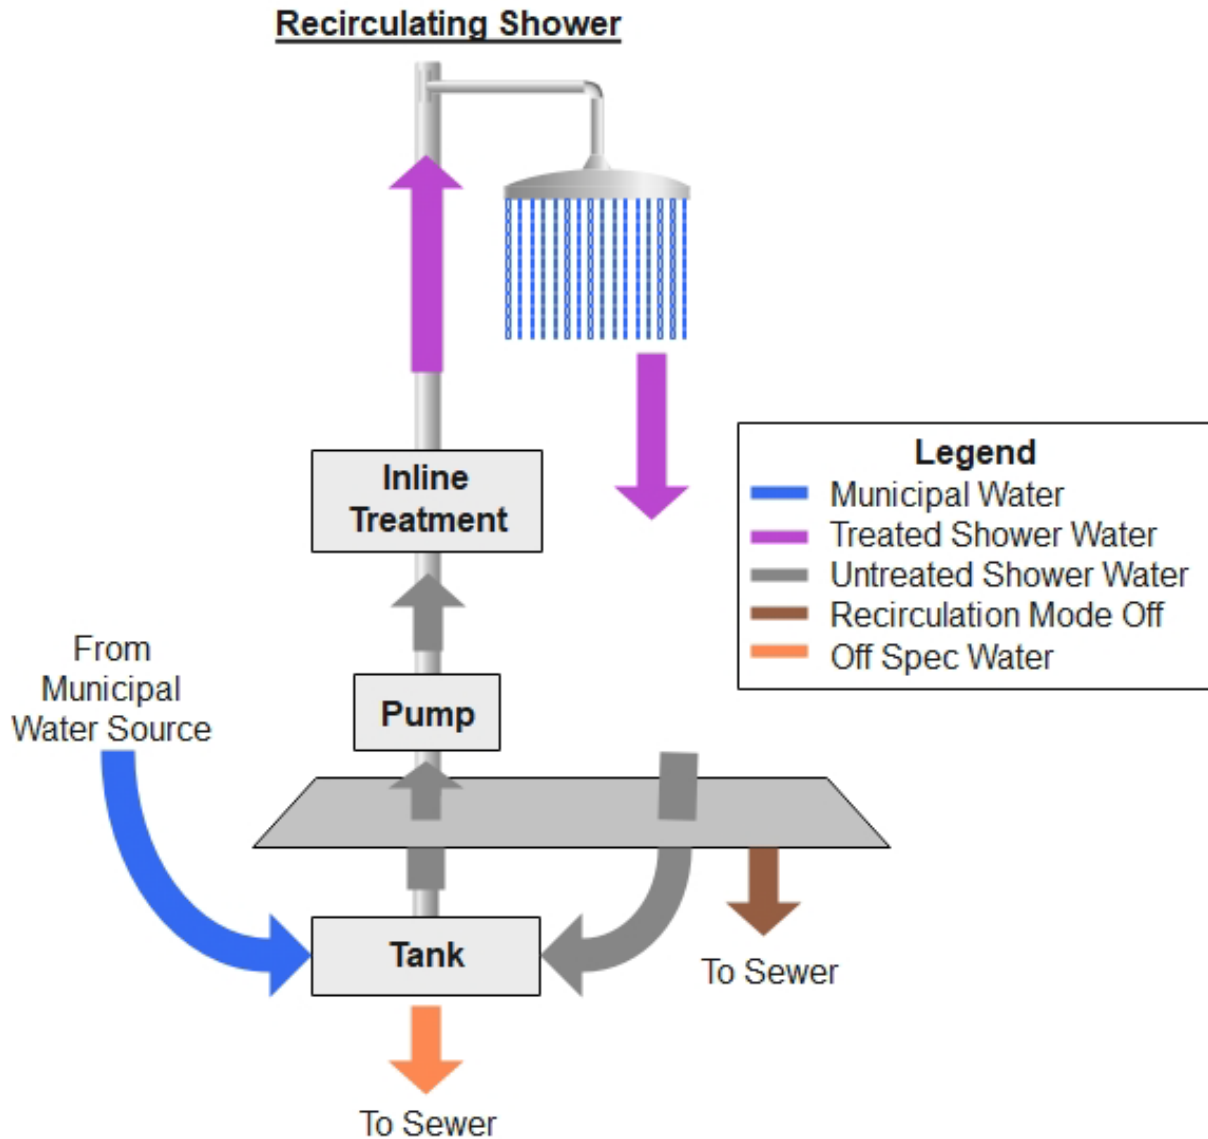 Recirculating Shower
Inline
Treatment
Legend
Municipal Water
Treated Shower Water
Untreated Shower Water
Recirculation Mode Off
Off Spec Water
From
Municipal
Water Source
Pump
Tank
To Sewer
To Sewer